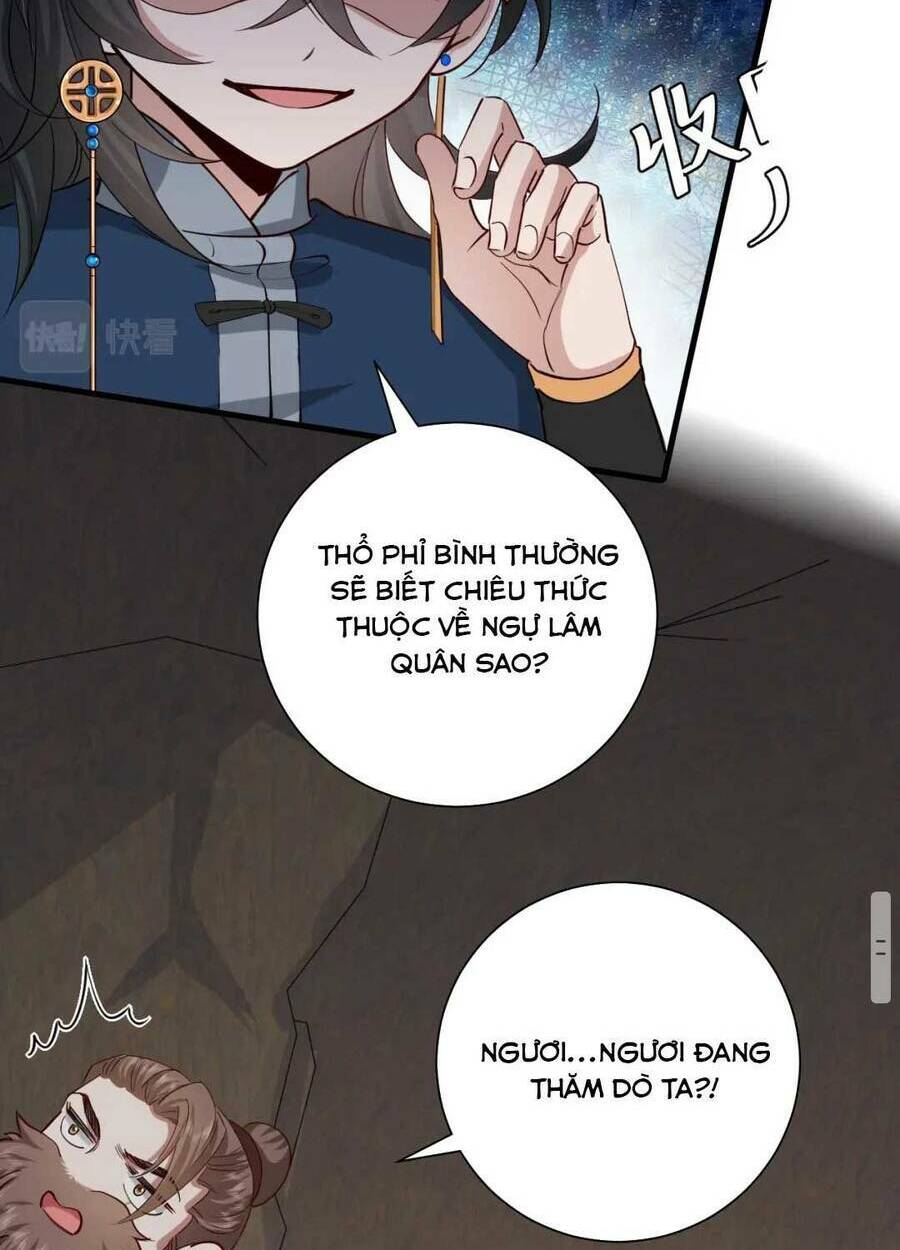 收
快看! 快看
THỔ PHỈ BÌNH THƯỜNG
SẼ BIẾT CHIÊU THỨC
THUỘC VỀ NGỰ LÂM
QUÂN SAO?
NGƯƠI...NGƯƠI ĐANG
THĂM DÒ TA?!